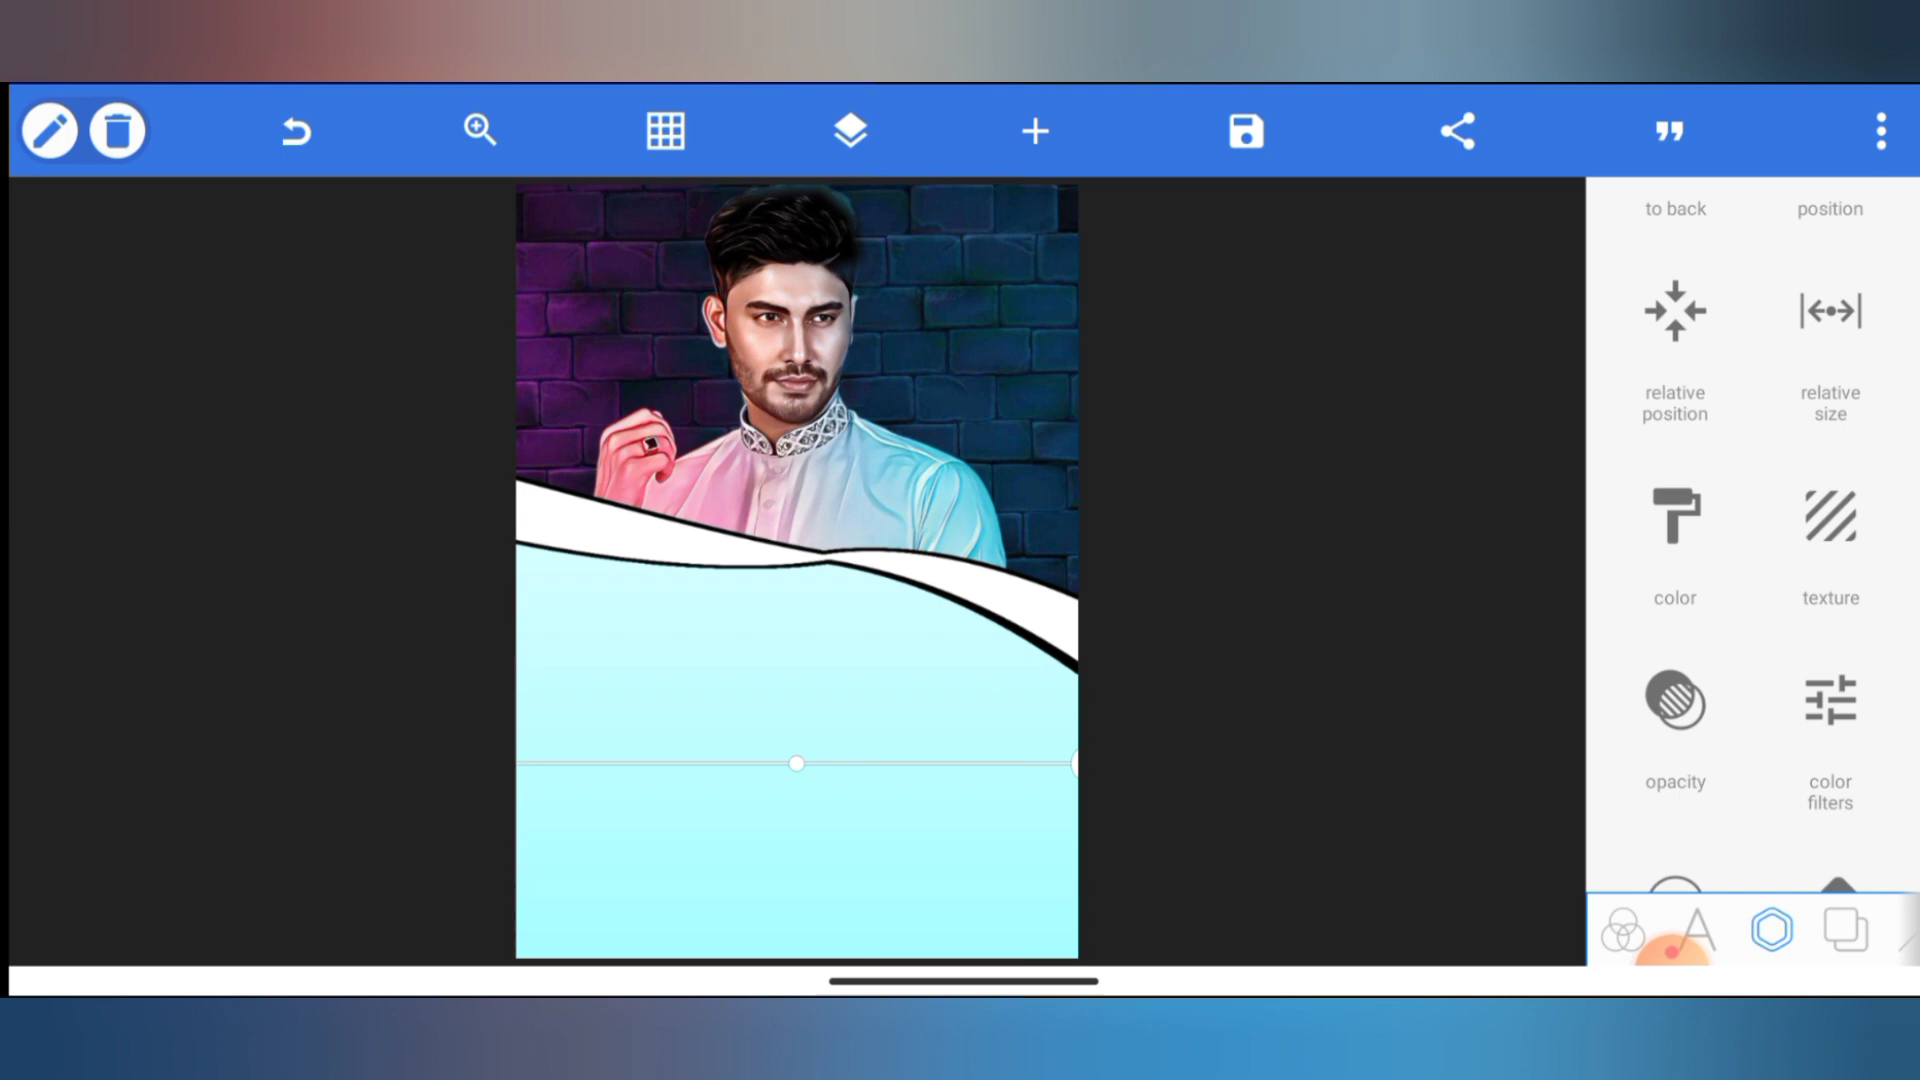 to back
position
relative
position
relative
size
color
texture
opacity
color
filters